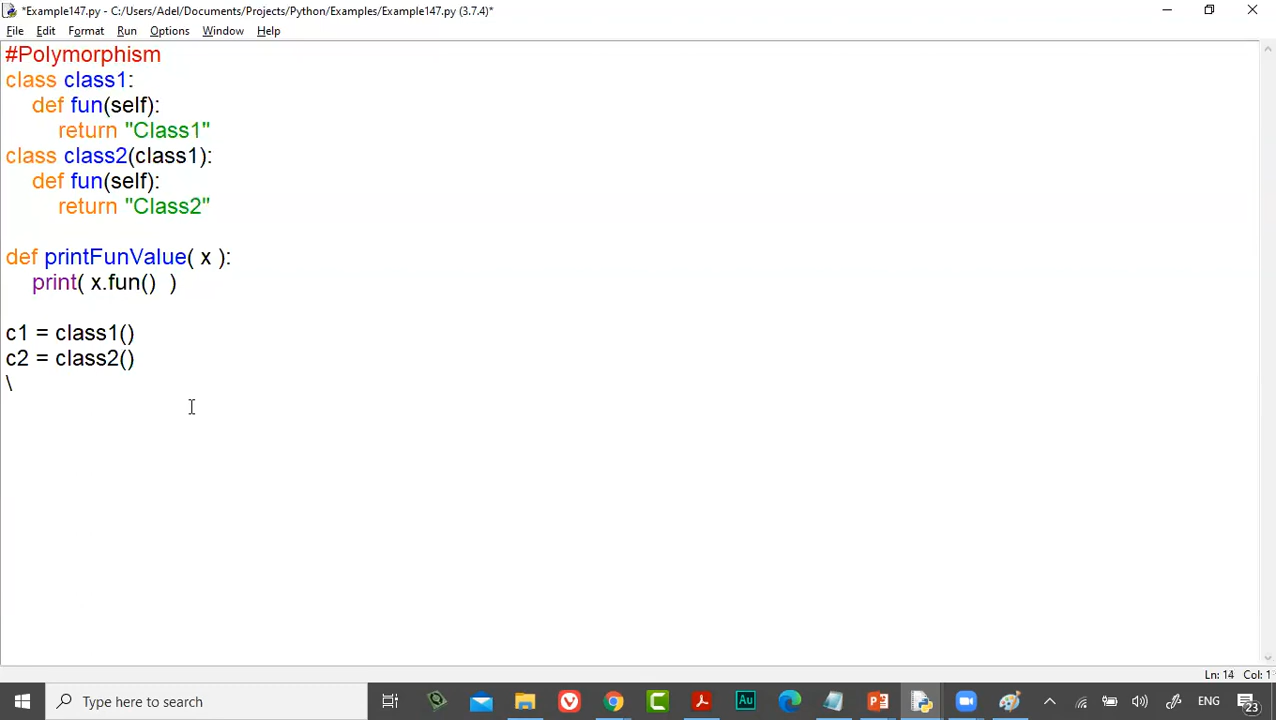 *Example147.py - C:/Users/Adel/Documents/Projects/Python/Examples/Example147.py (3.7.4)*
File Edit Format Run Options Window Help
#Polymorphism
class class1:
    def fun(self):
        return "Class1"
class class2(class1):
    def fun(self):
        return "Class2"
def printFunValue( x ):
    print( x.fun()  )
c1 = class1()
c2 = class2()
\
Ln: 14 Col: 1
Type here to search
Au
ENG
23